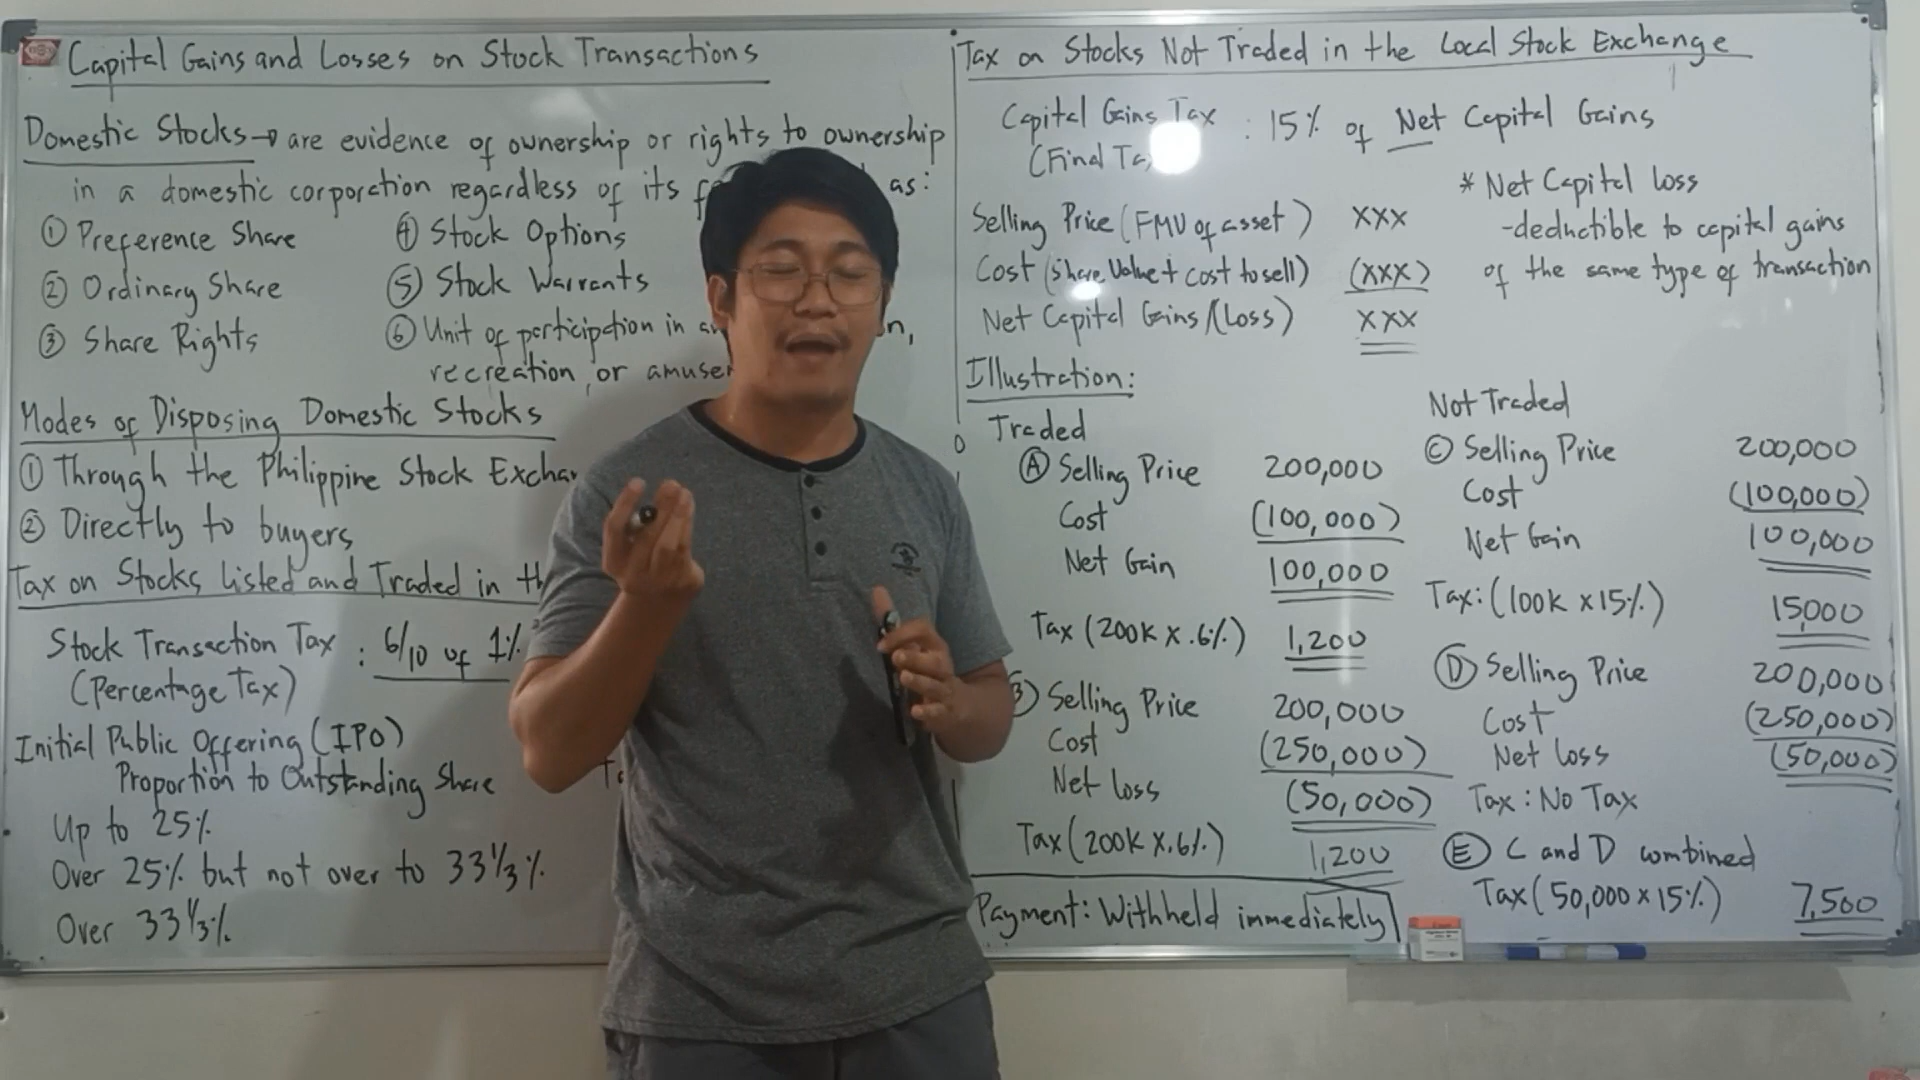 Capital Gains and Losses on Stock Transactions
Domestic Stocks → are evidence of ownership or rights to ownership
in a domestic corporation regardless of its as:
① Preference Share
② Ordinary Share
③ Share Rights
④ Stock Options
⑤ Stock Warrants
⑥ Unit of participation in
recreation, or
Modes of Disposing Domestic Stocks
① Through the Philippine Stock
② Directly to buyers
Tax on Stocks listed and Traded in
Stock Transaction Tax : 6/10 of 1%
(Percentage Tax)
Initial Public Offering (IPO)
Proportion to Outstanding Share
Up to 25%
Over 25% but not over to 33 1/3 %
Over 33 1/3 %
Tax on Stocks Not Traded in the Local Stock Exchange
Capital Gains Tax : 15% of Net Capital Gains
(Final
Selling Price (FMV of asset) XXX
Cost (share Value + cost to sell) (XXX)
Net Capital Gains/(Loss) XXX
* Net Capital loss
-deductible to capital gains
of the same type of transaction
Illustration:
Traded
Ⓐ Selling Price 200,000
Cost (100,000)
Net Gain 100,000
Tax (200K x .6%) 1,200
Selling Price 200,000
Cost (250,000)
Net loss (50,000)
Tax (200K x .6%) 1,200
Payment: Withheld immediately
Not Traded
Ⓒ Selling Price 200,000
Cost (100,000)
Net Gain 100,000
Tax: (100K x 15%) 15,000
Ⓓ Selling Price 200,000
Cost (250,000)
Net loss (50,000)
Tax: No Tax
Ⓔ C and D combined
Tax (50,000 x 15%) 7,500